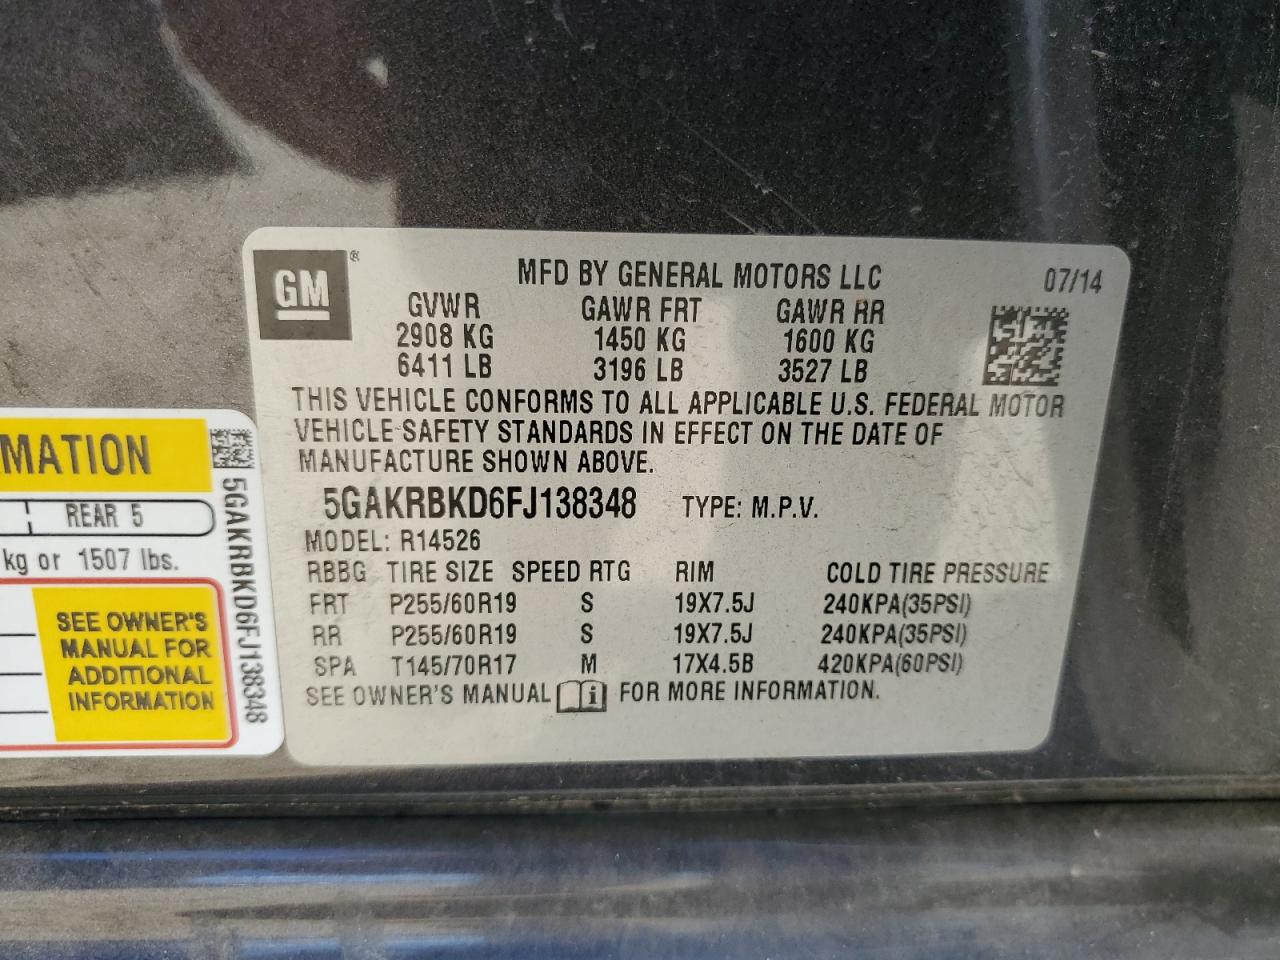 GM®
MFD BY GENERAL MOTORS LLC 07/14
GVWR GAWR FRT GAWR RR
2908 KG 1450 KG 1600 KG
6411 LB 3196 LB 3527 LB
THIS VEHICLE CONFORMS TO ALL APPLICABLE U.S. FEDERAL MOTOR
VEHICLE SAFETY STANDARDS IN EFFECT ON THE DATE OF
MANUFACTURE SHOWN ABOVE.
5GAKRBKD6FJ138348 TYPE: M.P.V.
MODEL: R14526
RBBG TIRE SIZE SPEED RTG RIM COLD TIRE PRESSURE
FRT P255/60R19 S 19X7.5J 240KPA(35PSI)
RR P255/60R19 S 19X7.5J 240KPA(35PSI)
SPA T145/70R17 M 17X4.5B 420KPA(60PSI)
SEE OWNER'S MANUAL i FOR MORE INFORMATION.
MATION
REAR 5
kg or 1507 lbs.
SEE OWNER'S
MANUAL FOR
ADDITIONAL
INFORMATION
5GAKRBKD6FJ138348